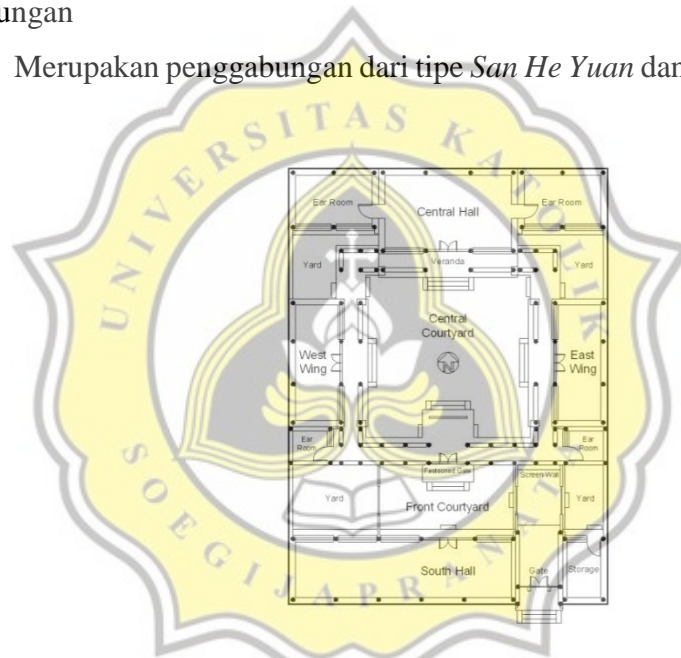 ungan
Merupakan penggabungan dari tipe San He Yuan dan
UNIVERSITAS KATOLIK
Ear Room
Central Hall
Ear Room
Yard
Veranda
Yard
Central
Courtyard
West
Wing
N
East
Wing
Ear
Room
Ear
Room
Festooned Gate
Screen Wall
Yard
Front Courtyard
Yard
South Hall
Gate
Storage
SOEGIJAPRANATA